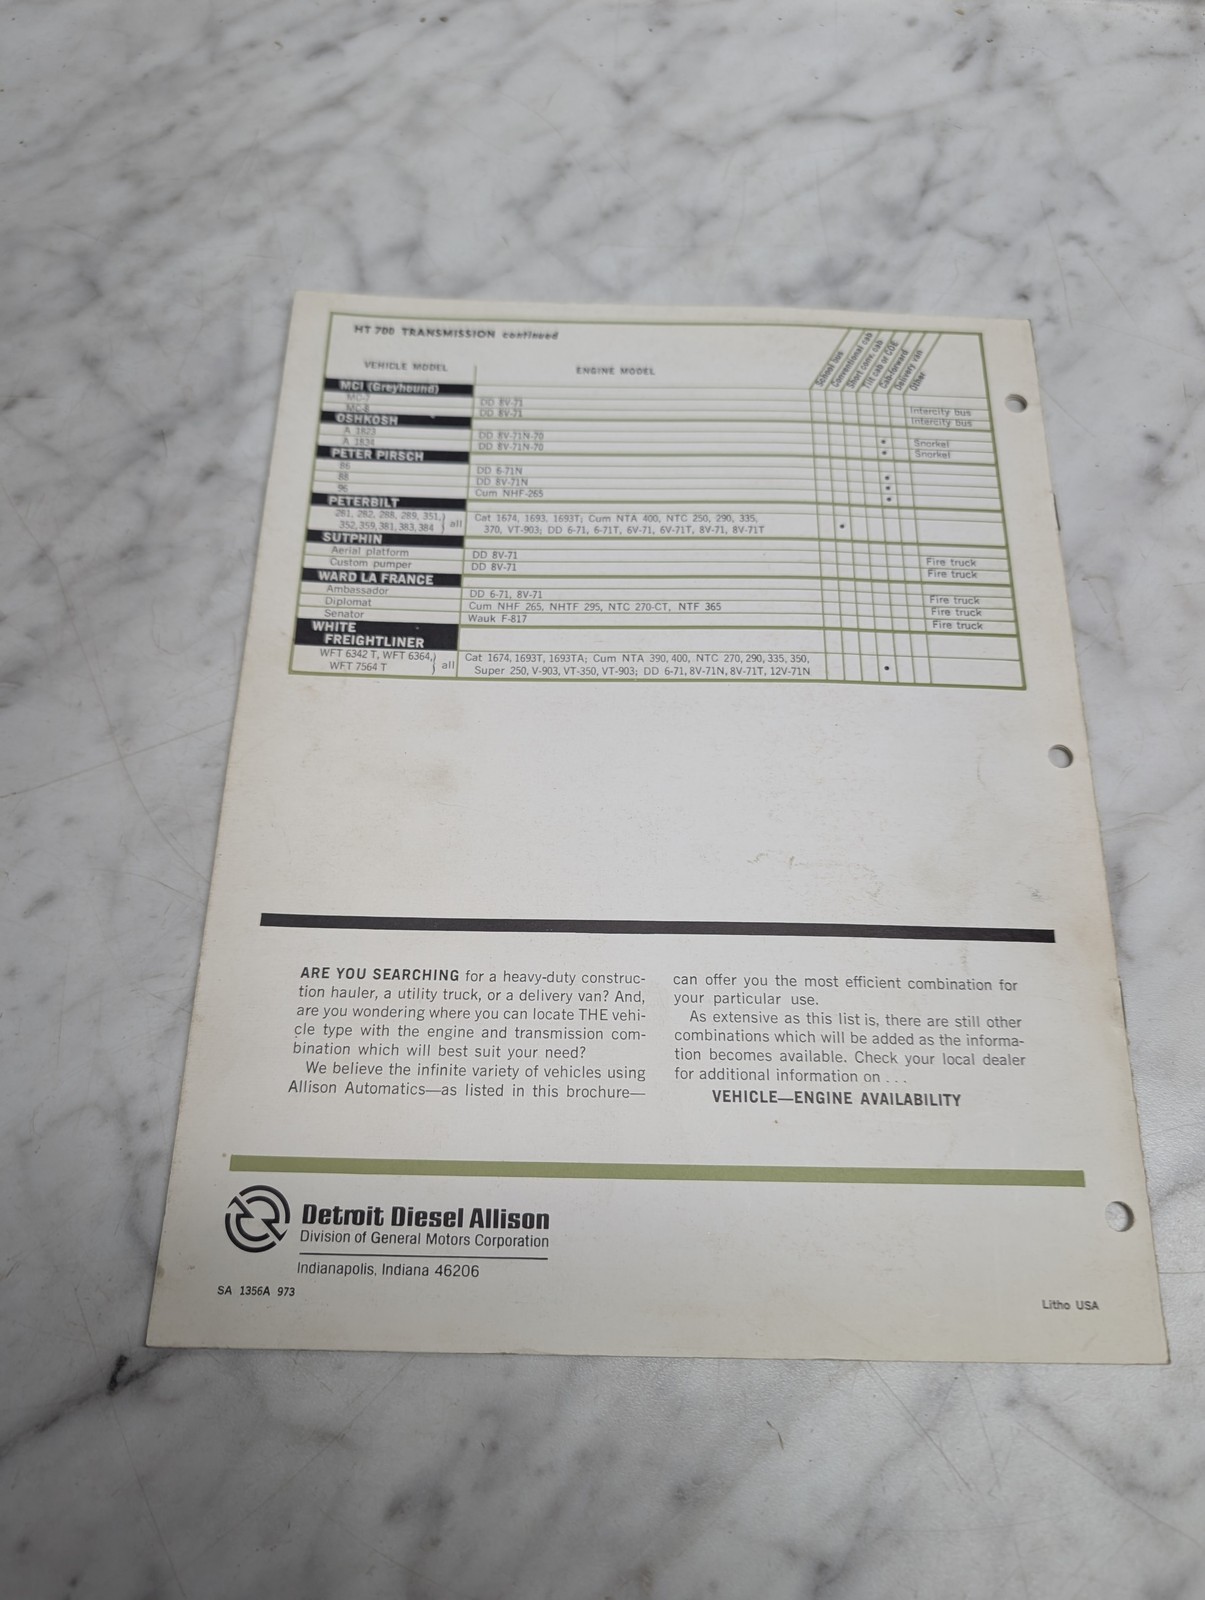 HT 700 TRANSMISSION continued
VEHICLE MODEL
ENGINE MODEL
School bus
Conventional cab
Short conv. cab
Tilt cab or COE
Cab-forward
Delivery van
Other
MCI (Greyhound)
MC-7 DD 8V-71 Intercity bus
MC-8 DD 8V-71 Intercity bus
OSHKOSH
A 1823 DD 8V-71N-70 • Snorkel
A 1834 DD 8V-71N-70 • Snorkel
PETER PIRSCH
86 DD 6-71N •
88 DD 8V-71N •
96 Cum NHF-265 •
PETERBILT
281, 282, 288, 289, 351, Cat 1674, 1693, 1693T; Cum NTA 400, NTC 250, 290, 335,
352, 359, 381, 383, 384 } all 370, VT-903; DD 6-71, 6-71T, 6V-71, 6V-71T, 8V-71, 8V-71T •
SUTPHIN
Aerial platform DD 8V-71 Fire truck
Custom pumper DD 8V-71 Fire truck
WARD LA FRANCE
Ambassador DD 6-71, 8V-71 Fire truck
Diplomat Cum NHF 265, NHTF 295, NTC 270-CT, NTF 365 Fire truck
Senator Wauk F-817 Fire truck
WHITE
FREIGHTLINER
WFT 6342 T, WFT 6364, Cat 1674, 1693T, 1693TA; Cum NTA 390, 400, NTC 270, 290, 335, 350,
WFT 7564 T } all Super 250, V-903, VT-350, VT-903; DD 6-71, 8V-71N, 8V-71T, 12V-71N •
ARE YOU SEARCHING for a heavy-duty construc-
tion hauler, a utility truck, or a delivery van? And,
are you wondering where you can locate THE vehi-
cle type with the engine and transmission com-
bination which will best suit your need?
We believe the infinite variety of vehicles using
Allison Automatics—as listed in this brochure—
can offer you the most efficient combination for
your particular use.
As extensive as this list is, there are still other
combinations which will be added as the informa-
tion becomes available. Check your local dealer
for additional information on . . .
VEHICLE—ENGINE AVAILABILITY
Detroit Diesel Allison
Division of General Motors Corporation
Indianapolis, Indiana 46206
SA 1356A 973
Litho USA